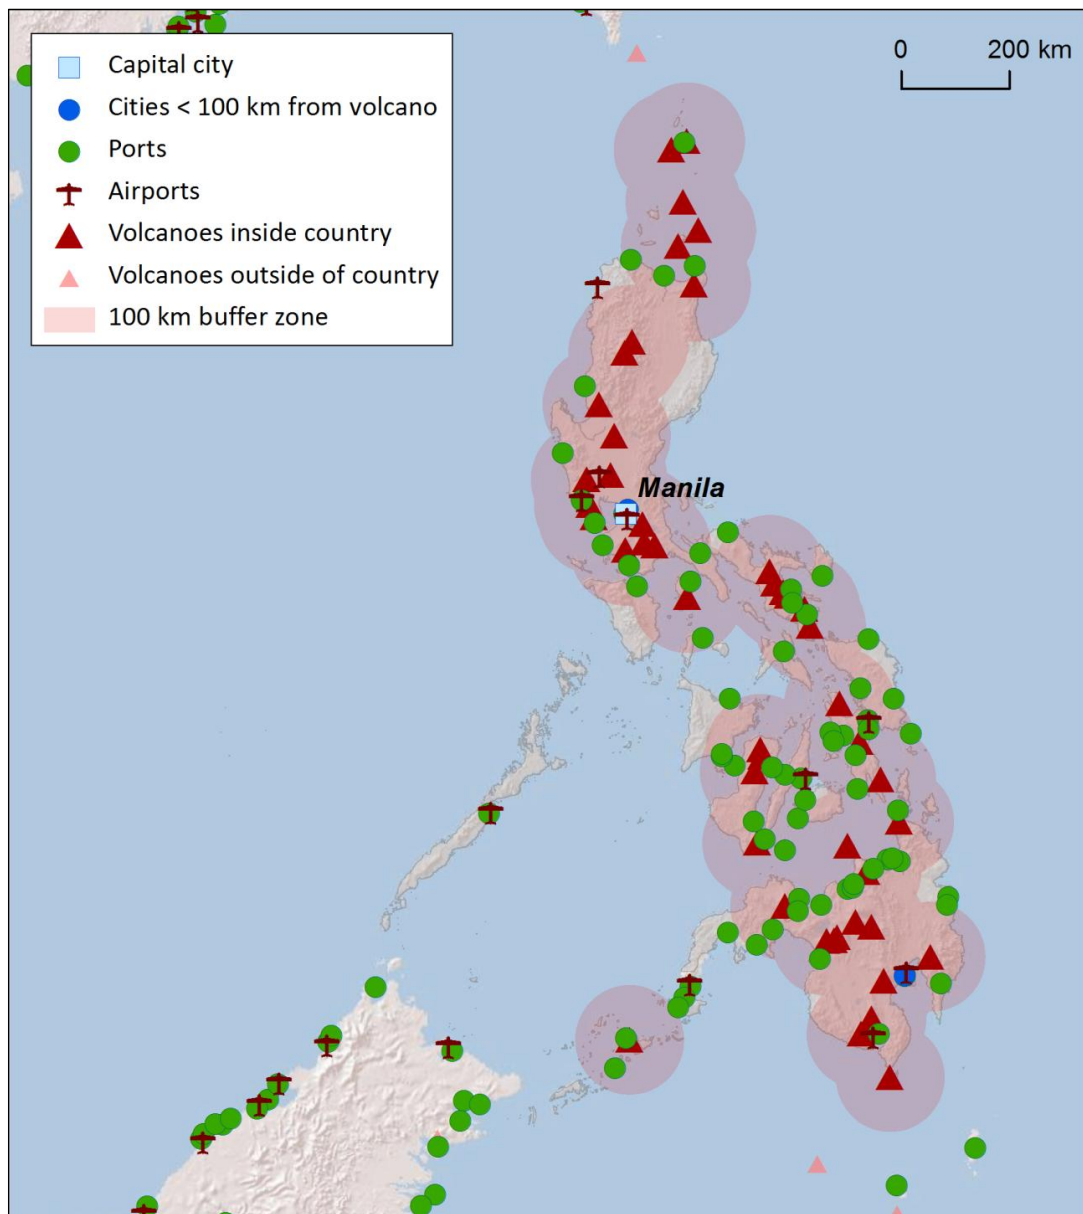 Capital city
Cities < 100 km from volcano
Ports
Airports
Volcanoes inside country
Volcanoes outside of country
100 km buffer zone
0 200 km
Manila